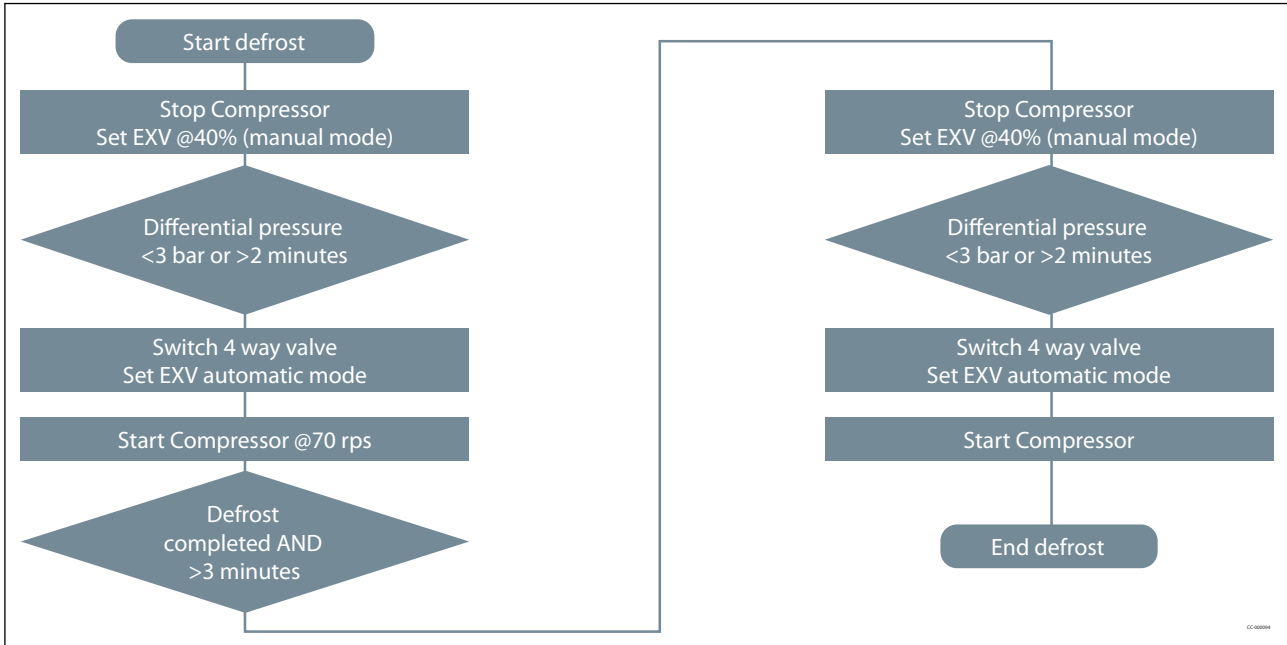 Start defrost
Stop Compressor
Set EXV @40% (manual mode)
Differential pressure
<3 bar or >2 minutes
Switch 4 way valve
Set EXV automatic mode
Start Compressor @70 rps
Defrost
completed AND
>3 minutes
Stop Compressor
Set EXV @40% (manual mode)
Differential pressure
<3 bar or >2 minutes
Switch 4 way valve
Set EXV automatic mode
Start Compressor
End defrost